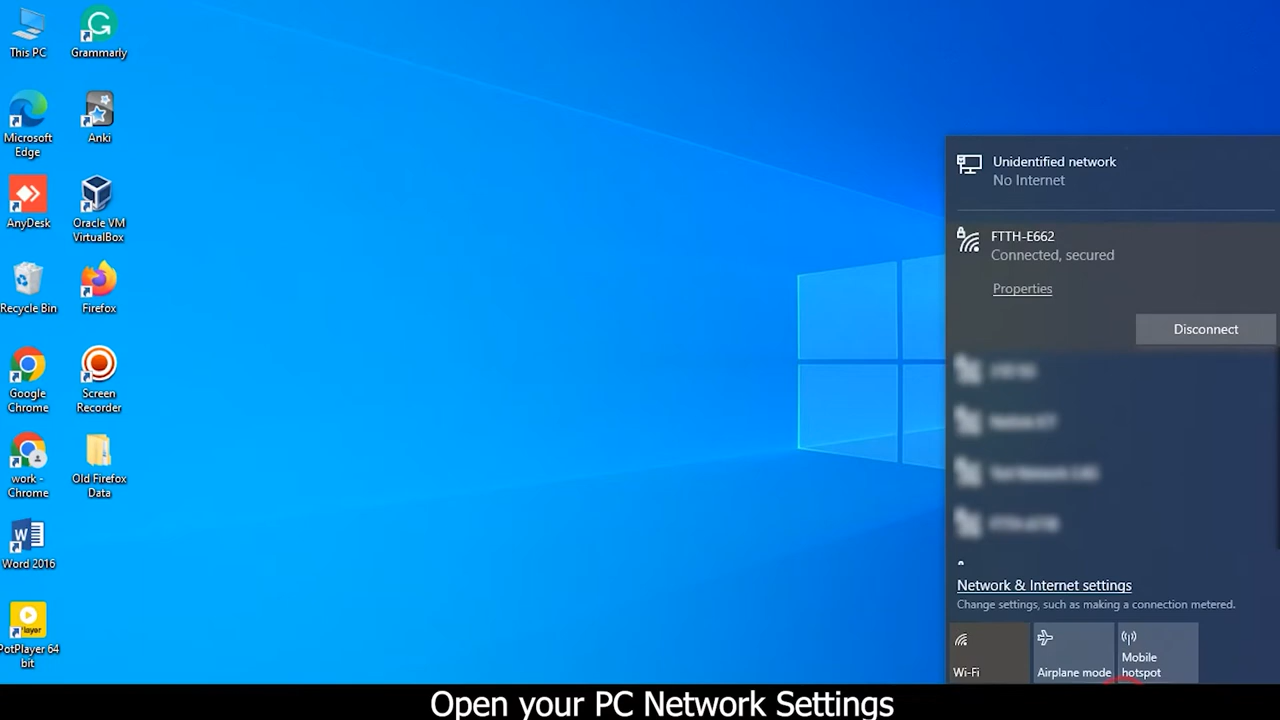 This PC
Grammarly
Microsoft
Edge
Anki
AnyDesk
Oracle VM
VirtualBox
Recycle Bin
Firefox
Google
Chrome
Screen
Recorder
work -
Chrome
Old Firefox
Data
Word 2016
PotPlayer 64
bit
Unidentified network
No Internet
FTTH-E662
Connected, secured
Properties
Disconnect
Network & Internet settings
Change settings, such as making a connection metered.
Wi-Fi
Airplane mode
Mobile
hotspot
Open your PC Network Settings